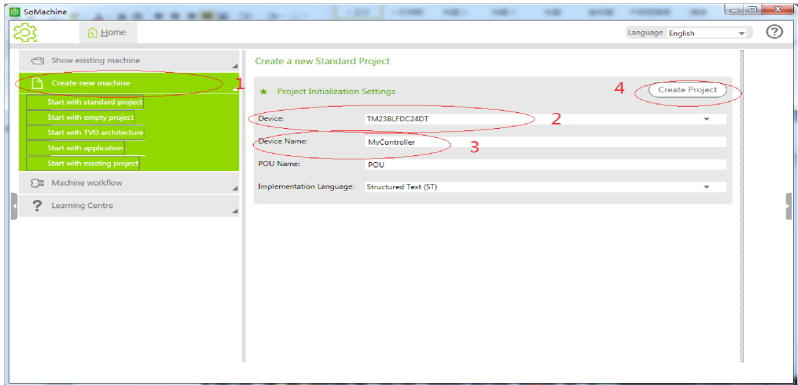 SoMachine
Home
Language English
Show existing machine
Create new machine
1
Start with standard project
Start with empty project
Start with TVD architecture
Start with application
Start with existing project
Machine workflow
Learning Centre
Create a new Standard Project
Project Initialization Settings
4
Create Project
Device: TM238LFDC24DT
2
Device Name: MyController
3
POU Name: POU
Implementation Language: Structured Text (ST)